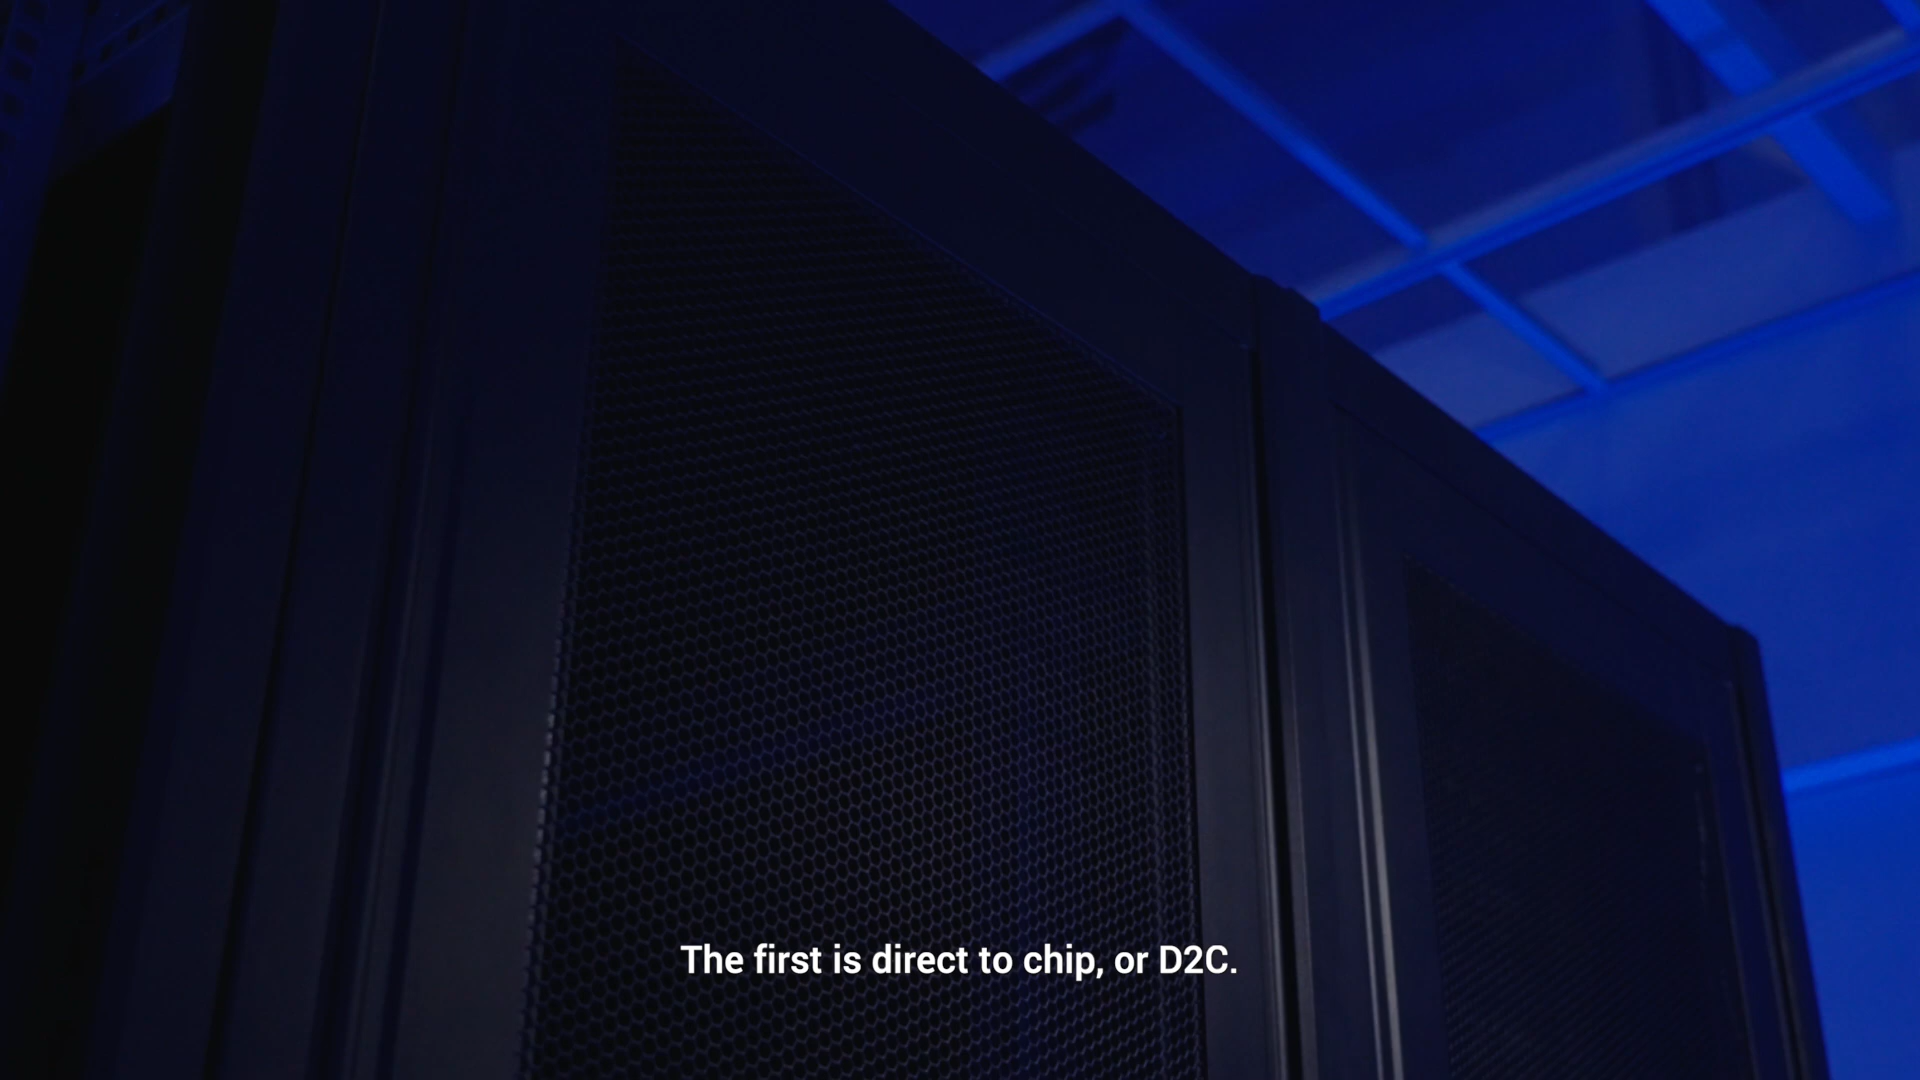 The first is direct to chip, or D2C.